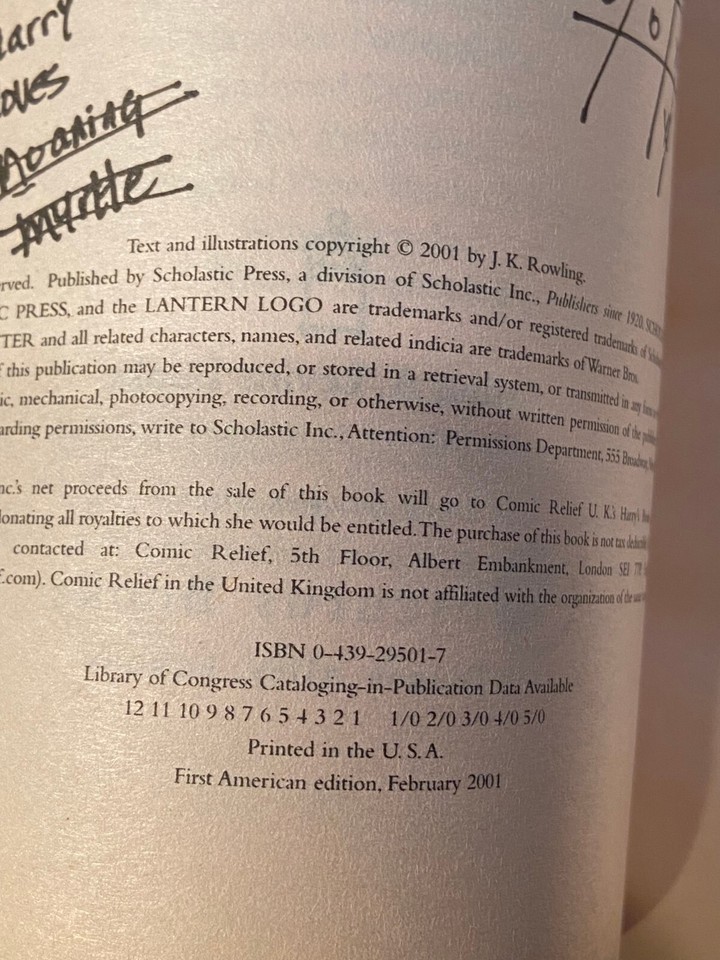 Harry
loves
Moaning
Myrtle
Text and illustrations copyright © 2001 by J. K. Rowling.
rved. Published by Scholastic Press, a division of Scholastic Inc., Publishers since 1920.
C PRESS, and the LANTERN LOGO are trademarks and/or registered trademarks of
TER and all related characters, names, and related indicia are trademarks of Warner Bros.
f this publication may be reproduced, or stored in a retrieval system, or transmitted in any form
ic, mechanical, photocopying, recording, or otherwise, without written permission of the
arding permissions, write to Scholastic Inc., Attention: Permissions Department, 555 Broadway,
nc.'s net proceeds from the sale of this book will go to Comic Relief U. K.'s Harry's
donating all royalties to which she would be entitled. The purchase of this book is not tax
contacted at: Comic Relief, 5th Floor, Albert Embankment, London SE1
f.com). Comic Relief in the United Kingdom is not affiliated with the organization of the
ISBN 0-439-29501-7
Library of Congress Cataloging-in-Publication Data Available
12 11 10 9 8 7 6 5 4 3 2 1 1/0 2/0 3/0 4/0 5/0
Printed in the U. S. A.
First American edition, February 2001